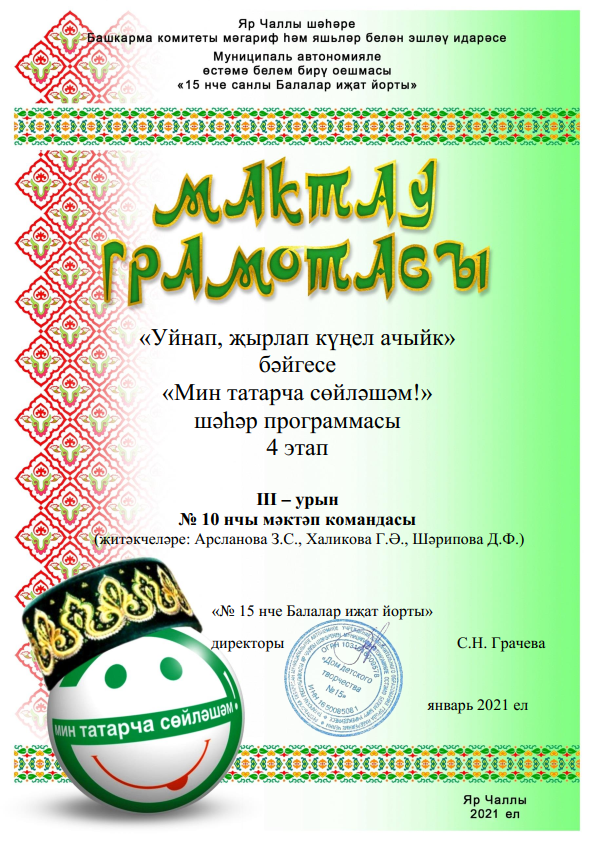 Яр Чаллы шәһәре
Башкарма комитеты мәгариф һәм яшьләр белән эшләү идарәсе
Муниципаль автономияле
өстәмә белем бирү оешмасы
«15 нче санлы Балалар иҗат йорты»
МАКТАУ
ГРАМОТАСЫ
«Уйнап, җырлап күңел ачыйк»
бәйгесе
«Мин татарча сөйләшәм!»
шәһәр программасы
4 этап
III – урын
№ 10 нчы мәктәп командасы
(җитәкчеләре: Арсланова З.С., Халикова Г.Ә., Шәрипова Д.Ф.)
«№ 15 нче Балалар иҗат йорты»
директоры С.Н. Грачева
«Дом детского
творчества
№15»
ИНН 1650085081
январь 2021 ел
мин татарча сөйләшәм!
Яр Чаллы
2021 ел